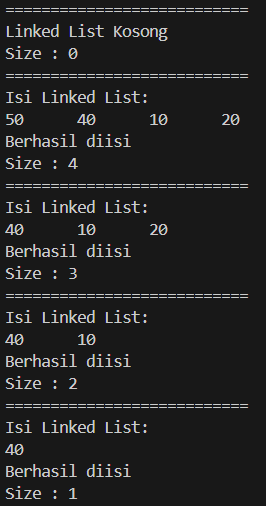 ===========================
Linked List Kosong
Size : 0
===========================
Isi Linked List:
50      40      10      20
Berhasil diisi
Size : 4
===========================
Isi Linked List:
40      10      20
Berhasil diisi
Size : 3
===========================
Isi Linked List:
40      10
Berhasil diisi
Size : 2
===========================
Isi Linked List:
40
Berhasil diisi
Size : 1